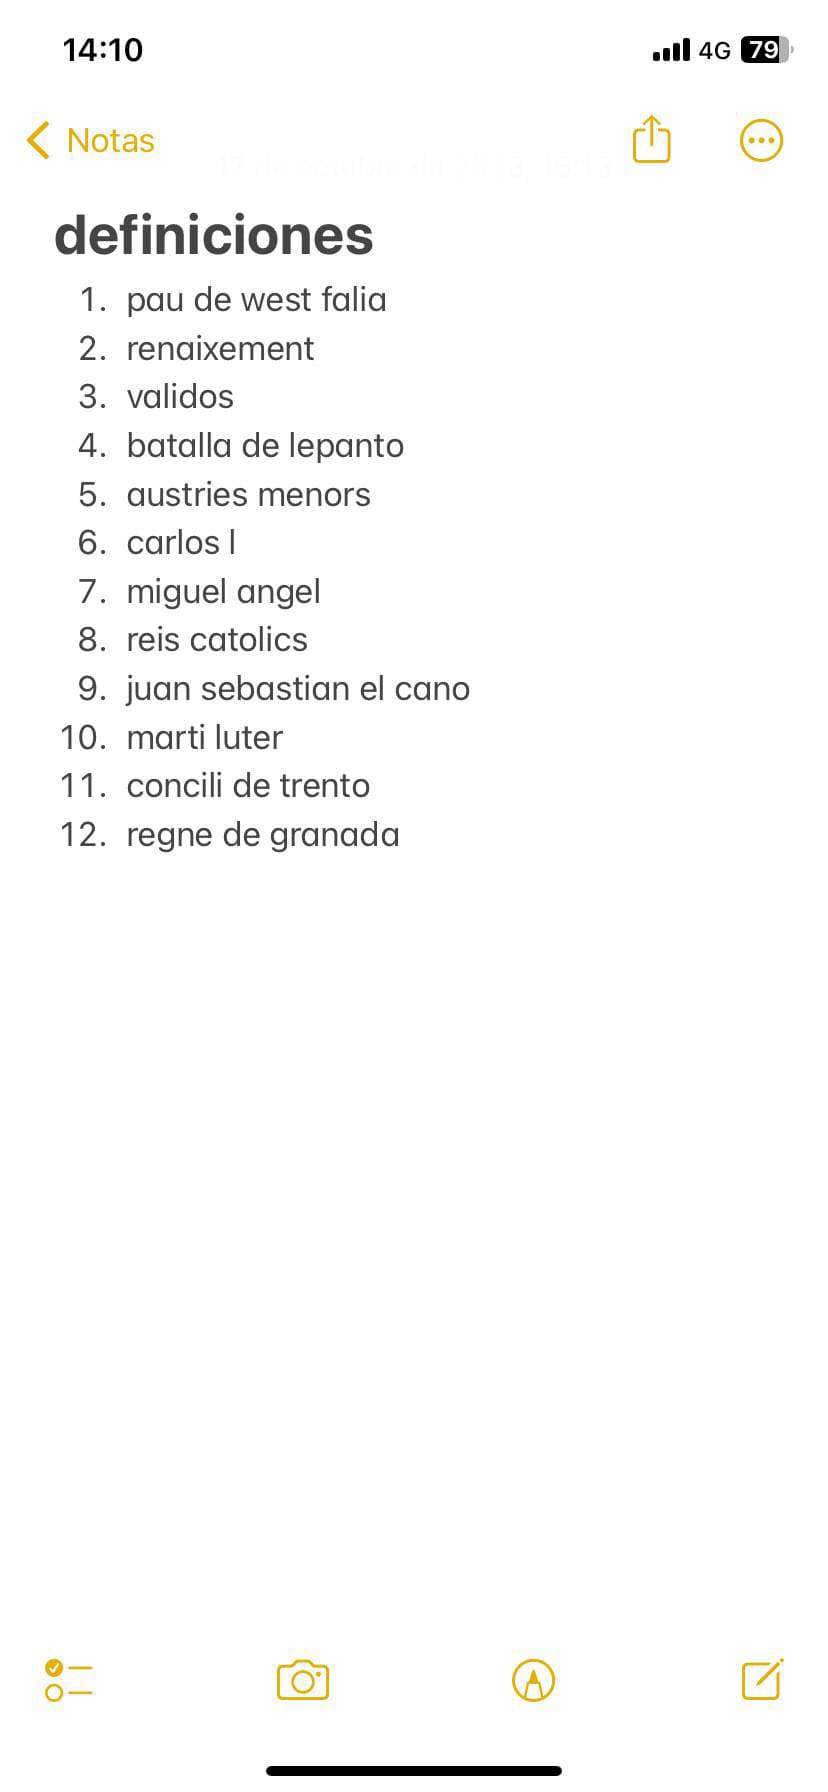 14:10
4G 79
Notas
17 de octubre de 2023, 15:13
definiciones
1. pau de west falia
2. renaixement
3. validos
4. batalla de lepanto
5. austries menors
6. carlos l
7. miguel angel
8. reis catolics
9. juan sebastian el cano
10. marti luter
11. concili de trento
12. regne de granada